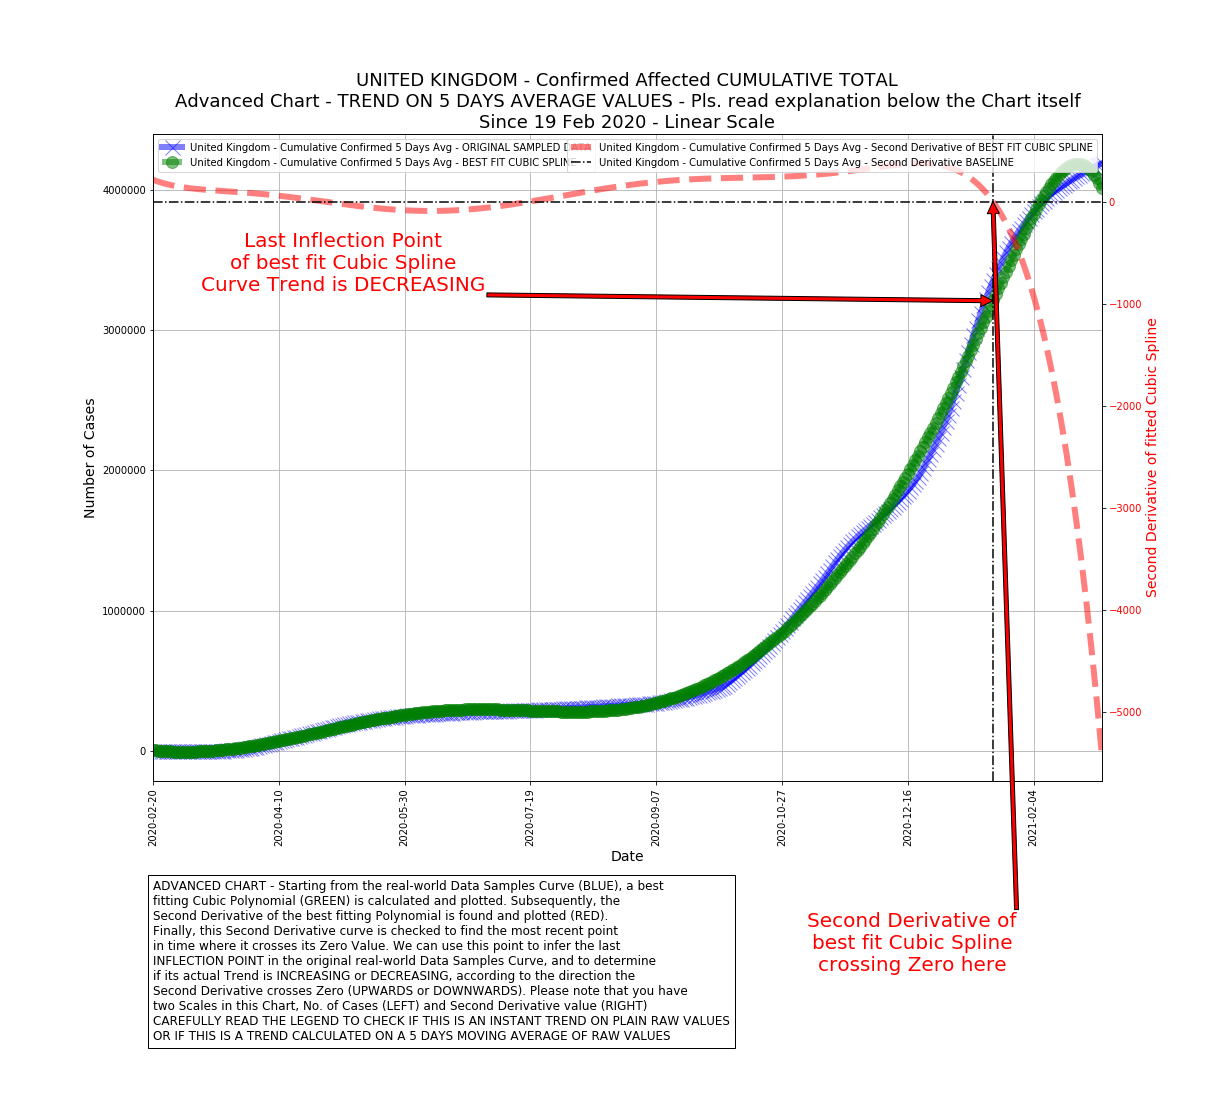 UNITED KINGDOM - Confirmed Affected CUMULATIVE TOTAL
Advanced Chart - TREND ON 5 DAYS AVERAGE VALUES - Pls. read explanation below the Chart itself
Since 19 Feb 2020 - Linear Scale
United Kingdom - Cumulative Confirmed 5 Days Avg - ORIGINAL SAMPLED DATA
United Kingdom - Cumulative Confirmed 5 Days Avg - BEST FIT CUBIC SPLINE
United Kingdom - Cumulative Confirmed 5 Days Avg - Second Derivative of BEST FIT CUBIC SPLINE
United Kingdom - Cumulative Confirmed 5 Days Avg - Second Derivative BASELINE
Last Inflection Point
of best fit Cubic Spline
Curve Trend is DECREASING
Number of Cases
4000000
3000000
2000000
1000000
0
0
−1000
−2000
−3000
−4000
−5000
Second Derivative of fitted Cubic Spline
2020-02-20
2020-04-10
2020-05-30
2020-07-19
2020-09-07
2020-10-27
2020-12-16
2021-02-04
Date
ADVANCED CHART - Starting from the real-world Data Samples Curve (BLUE), a best
fitting Cubic Polynomial (GREEN) is calculated and plotted. Subsequently, the
Second Derivative of the best fitting Polynomial is found and plotted (RED).
Finally, this Second Derivative curve is checked to find the most recent point
in time where it crosses its Zero Value. We can use this point to infer the last
INFLECTION POINT in the original real-world Data Samples Curve, and to determine
if its actual Trend is INCREASING or DECREASING, according to the direction the
Second Derivative crosses Zero (UPWARDS or DOWNWARDS). Please note that you have
two Scales in this Chart, No. of Cases (LEFT) and Second Derivative value (RIGHT)
CAREFULLY READ THE LEGEND TO CHECK IF THIS IS AN INSTANT TREND ON PLAIN RAW VALUES
OR IF THIS IS A TREND CALCULATED ON A 5 DAYS MOVING AVERAGE OF RAW VALUES
Second Derivative of
best fit Cubic Spline
crossing Zero here